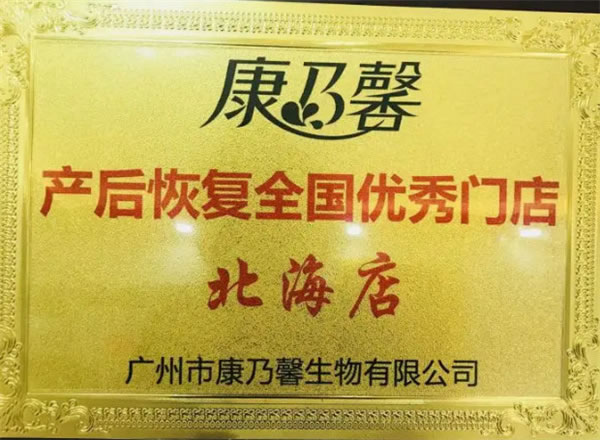 康乃馨
产后恢复全国优秀门店
北海店
广州市康乃馨生物有限公司